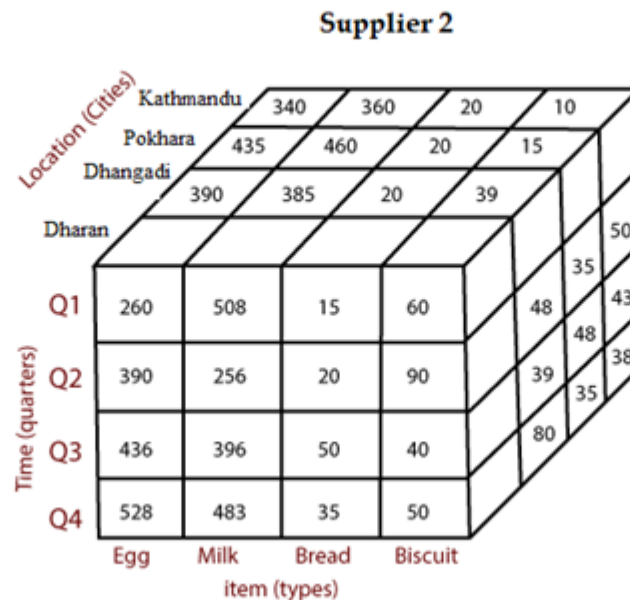 Supplier 2
Location (Cities)
Kathmandu 340 360 20 10
Pokhara 435 460 20 15
Dhangadi 390 385 20 39
Dharan
Time (quarters)
Q1 260 508 15 60 48 35 50
Q2 390 256 20 90 39 48 43
Q3 436 396 50 40 80 35 38
Q4 528 483 35 50
Egg Milk Bread Biscuit
item (types)